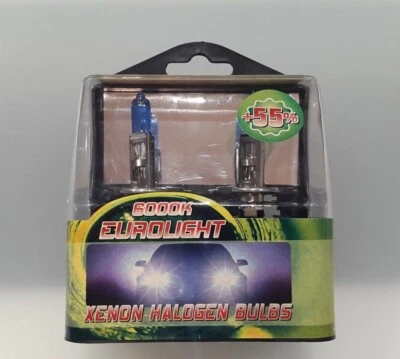 +55%
6000K
EUROLIGHT
XENON HALOGEN BULBS